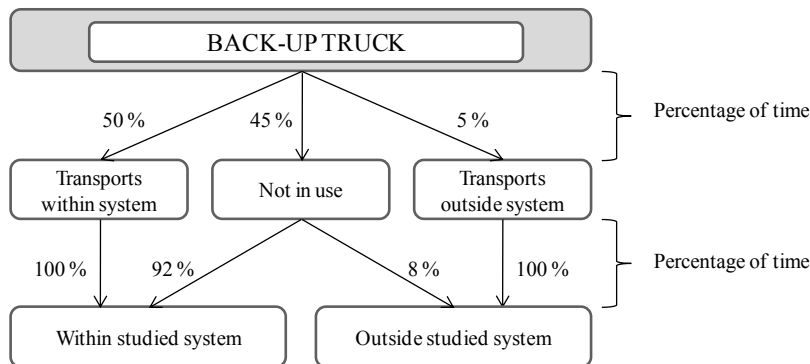 BACK-UP TRUCK
50 % 45 % 5 % Percentage of time
Transports
within system
Not in use
Transports
outside system
100 % 92 % 8 % 100 % Percentage of time
Within studied system Outside studied system